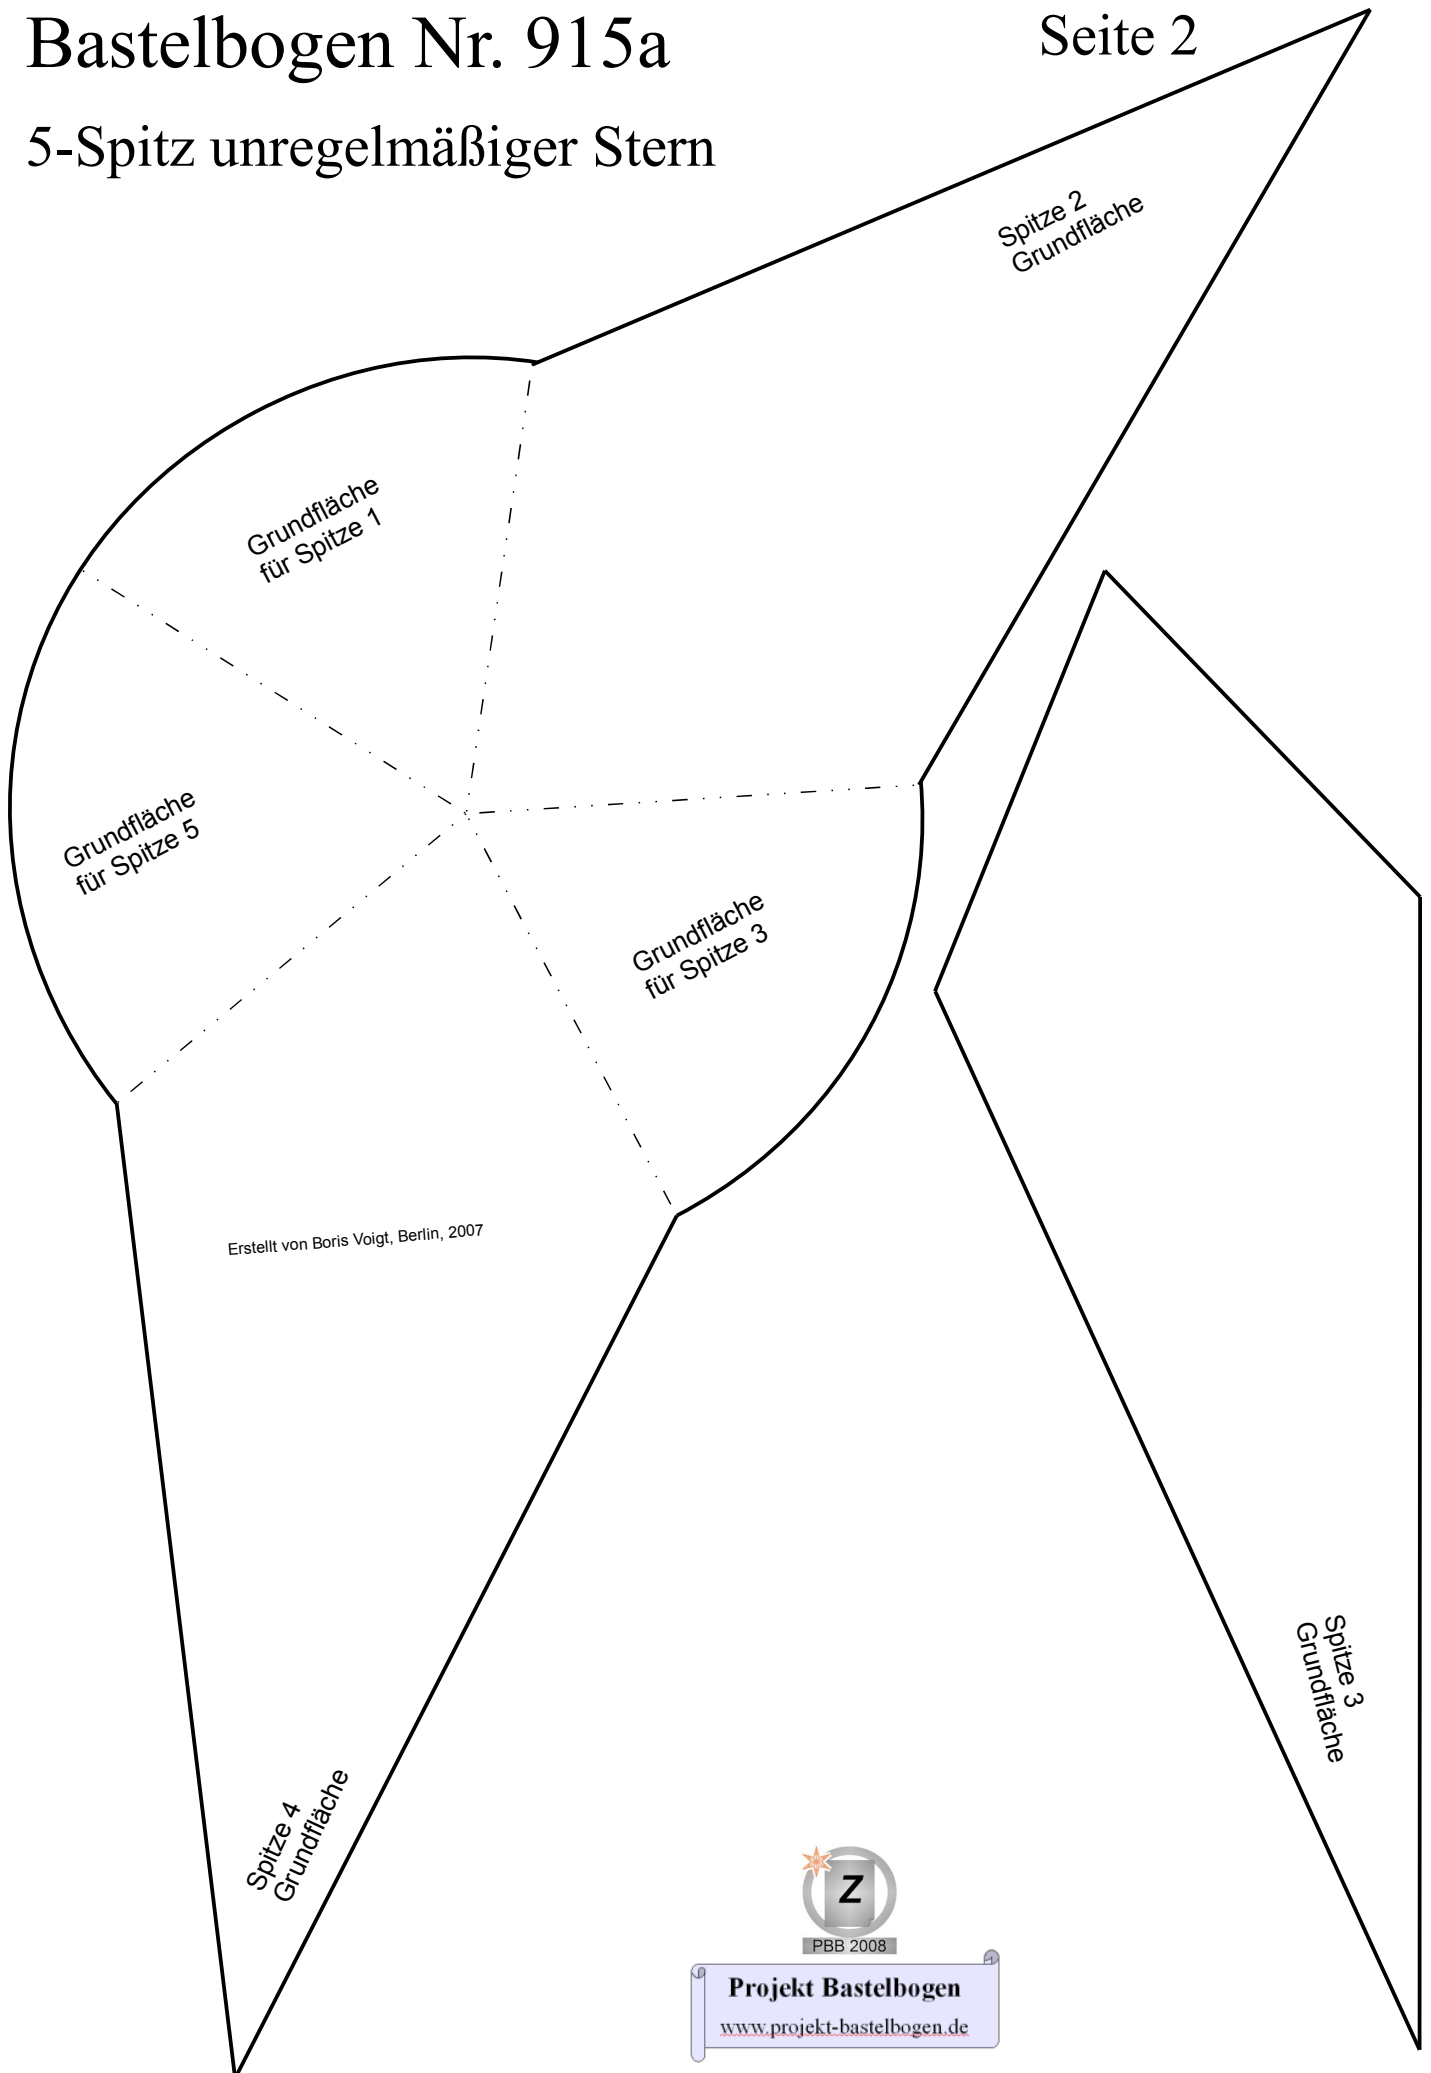 Bastelbogen Nr. 915a
Seite 2
5-Spitz unregelmäßiger Stern
Spitze 2
Grundfläche
Grundfläche
für Spitze 1
Grundfläche
für Spitze 5
Grundfläche
für Spitze 3
Erstellt von Boris Voigt, Berlin, 2007
Spitze 3
Grundfläche
Spitze 4
Grundfläche
Z
PBB 2008
Projekt Bastelbogen
www.projekt-bastelbogen.de